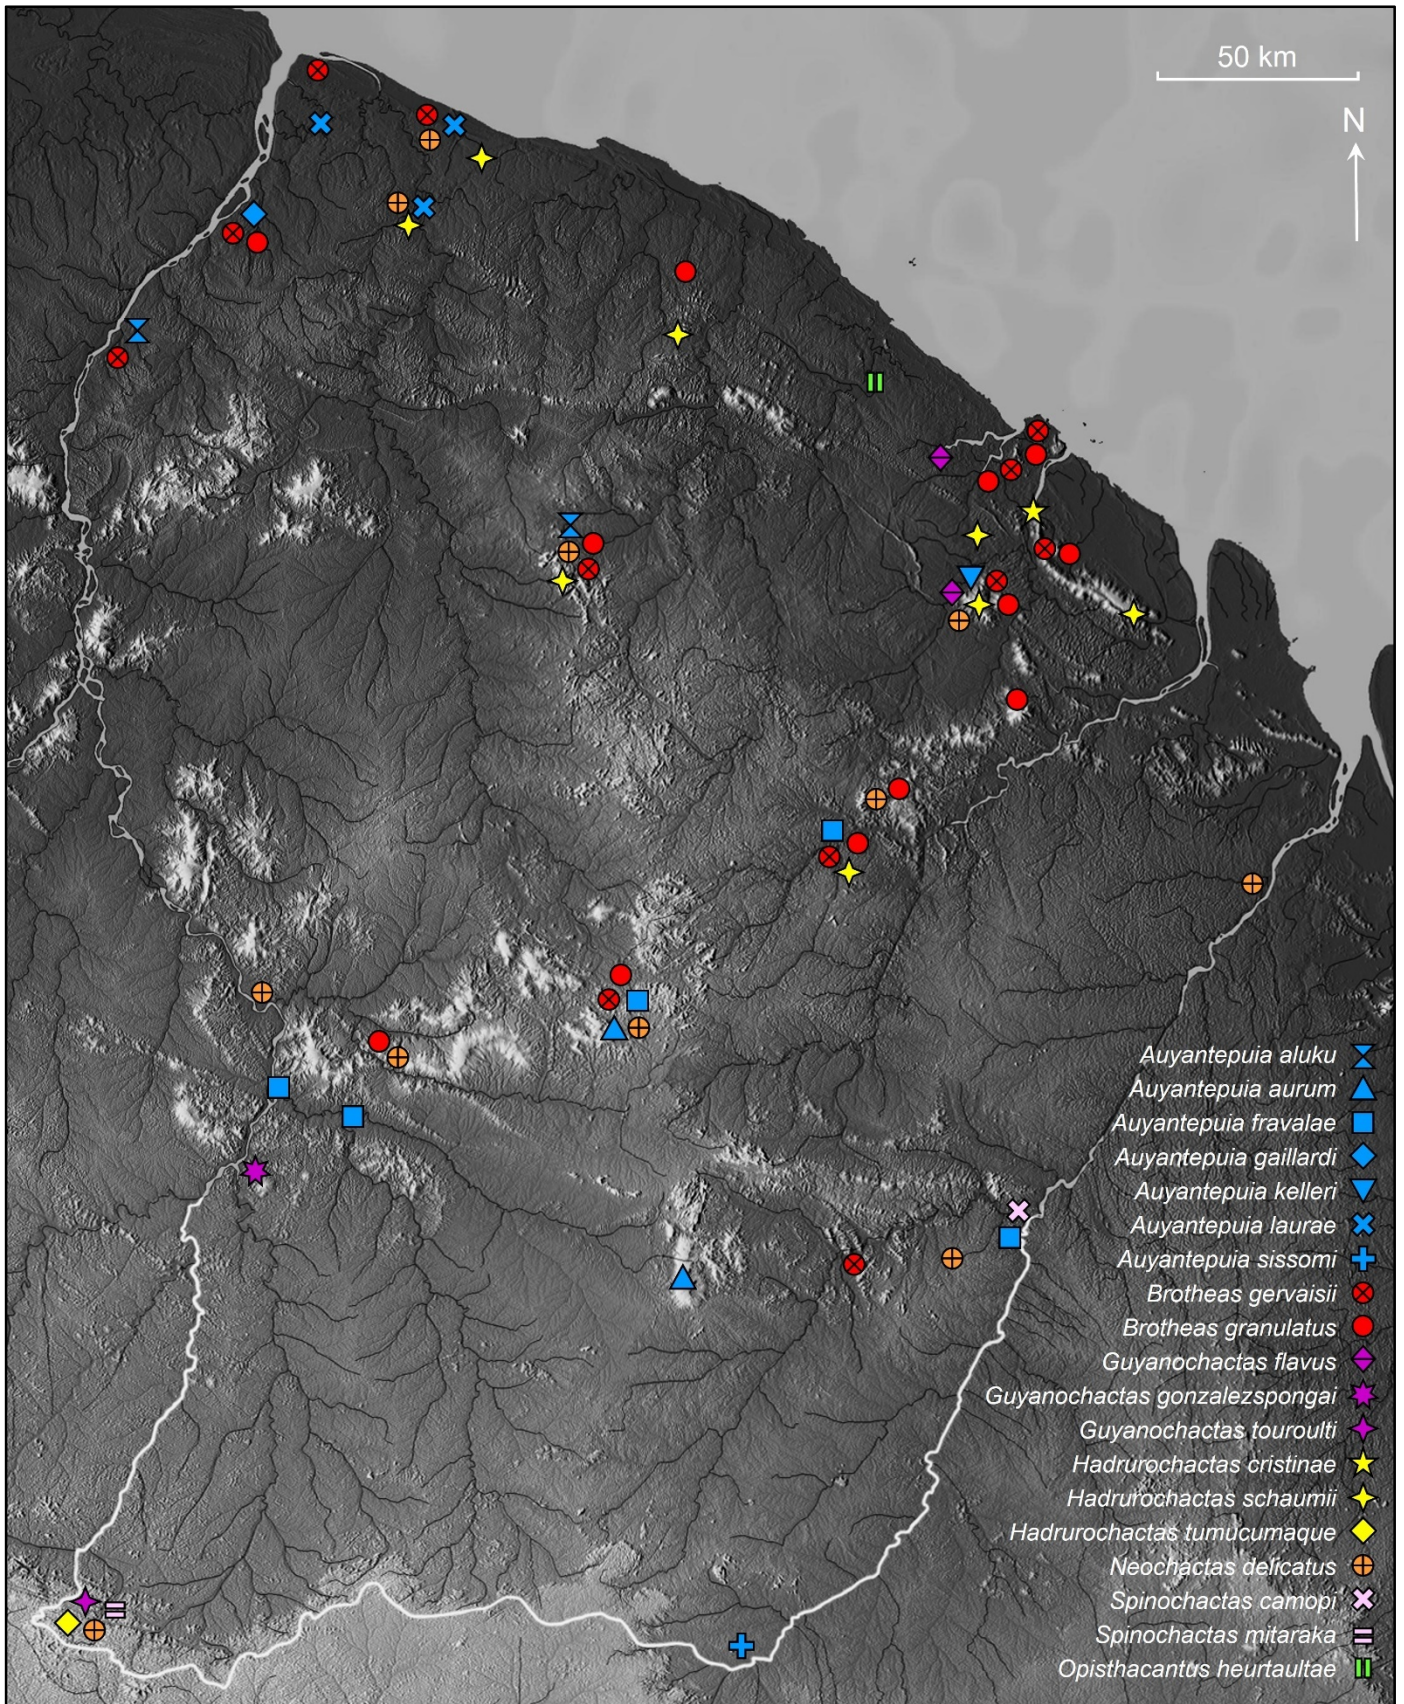 50 km
N
Auyantepuia aluku
Auyantepuia aurum
Auyantepuia fravalae
Auyantepuia gaillardi
Auyantepuia kelleri
Auyantepuia laurae
Auyantepuia sissomi
Brotheas gervaisii
Brotheas granulatus
Guyanochactas flavus
Guyanochactas gonzalezspongai
Guyanochactas touroulti
Hadrurochactas cristinae
Hadrurochactas schaumii
Hadrurochactas tumucumaque
Neochactas delicatus
Spinochactas camopi
Spinochactas mitaraka
Opisthacantus heurtaultae